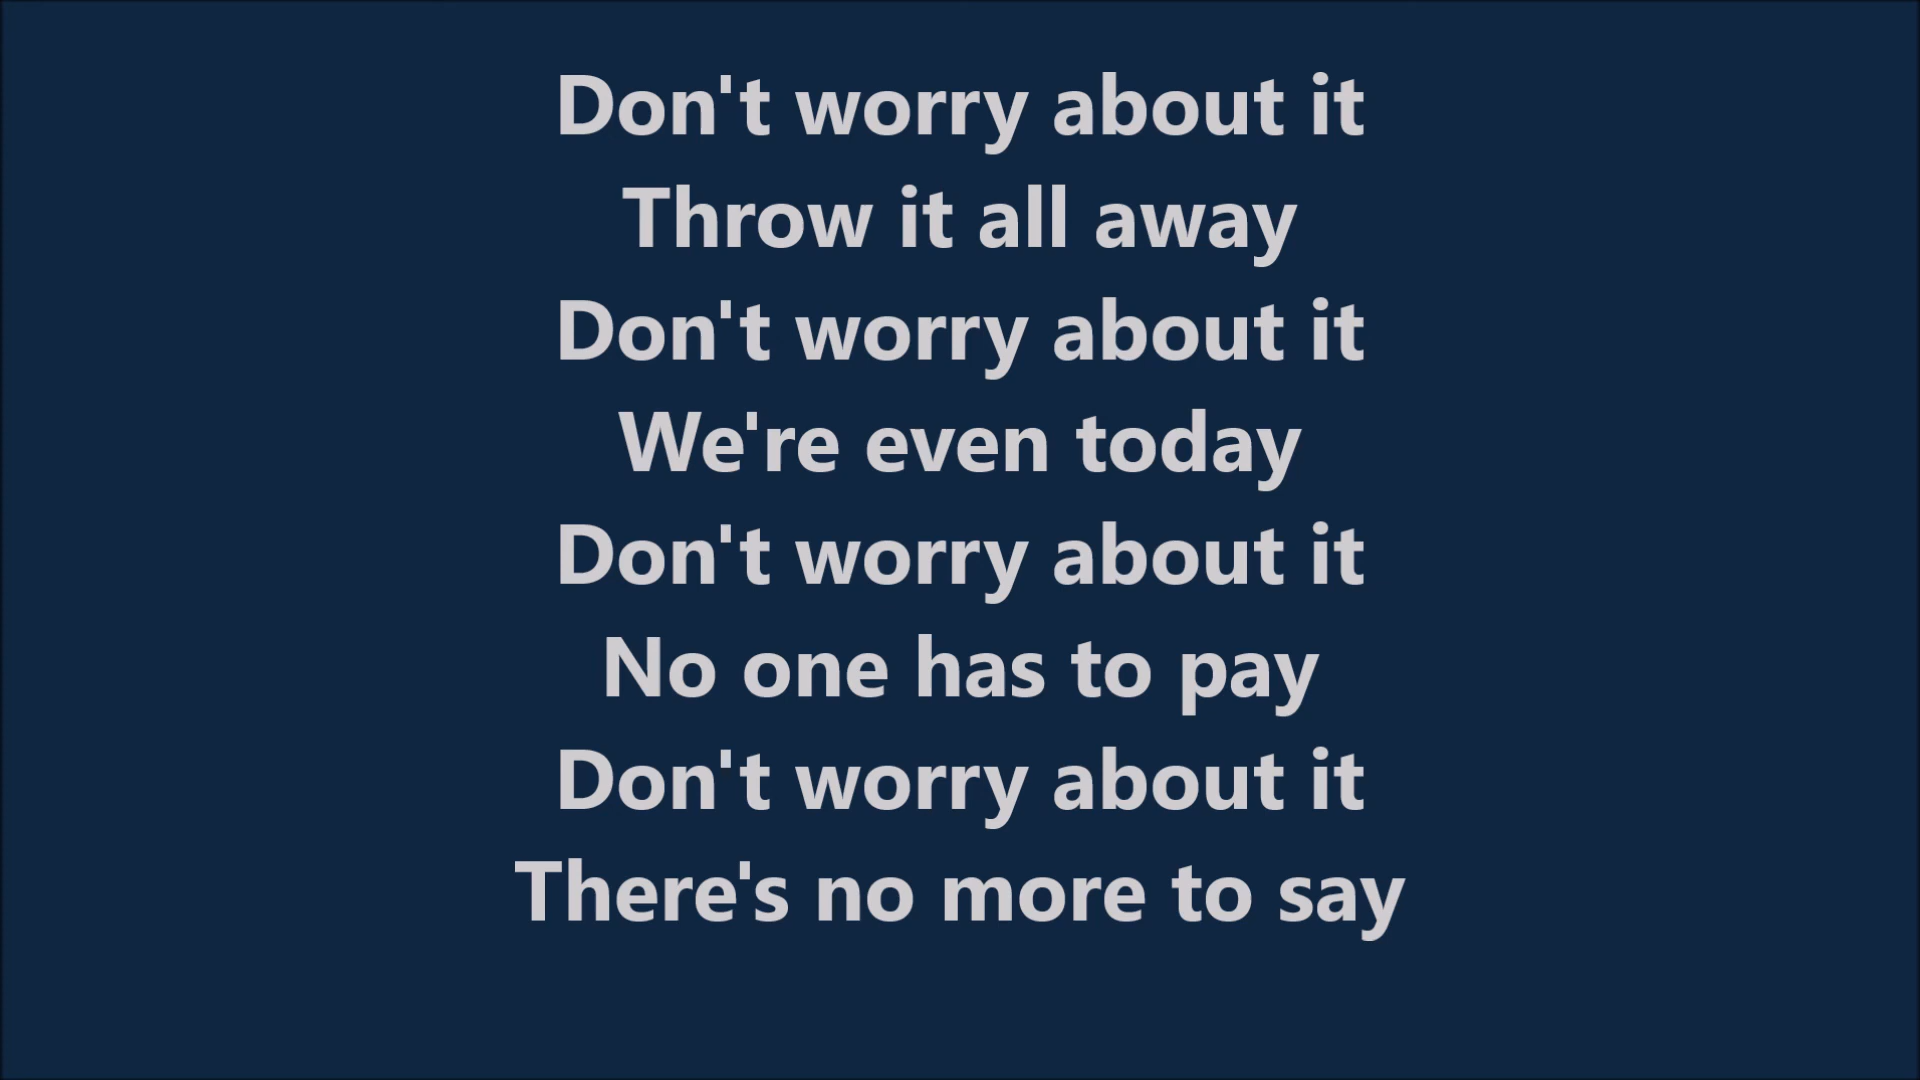 Don't worry about it
Throw it all away
Don't worry about it
We're even today
Don't worry about it
No one has to pay
Don't worry about it
There's no more to say